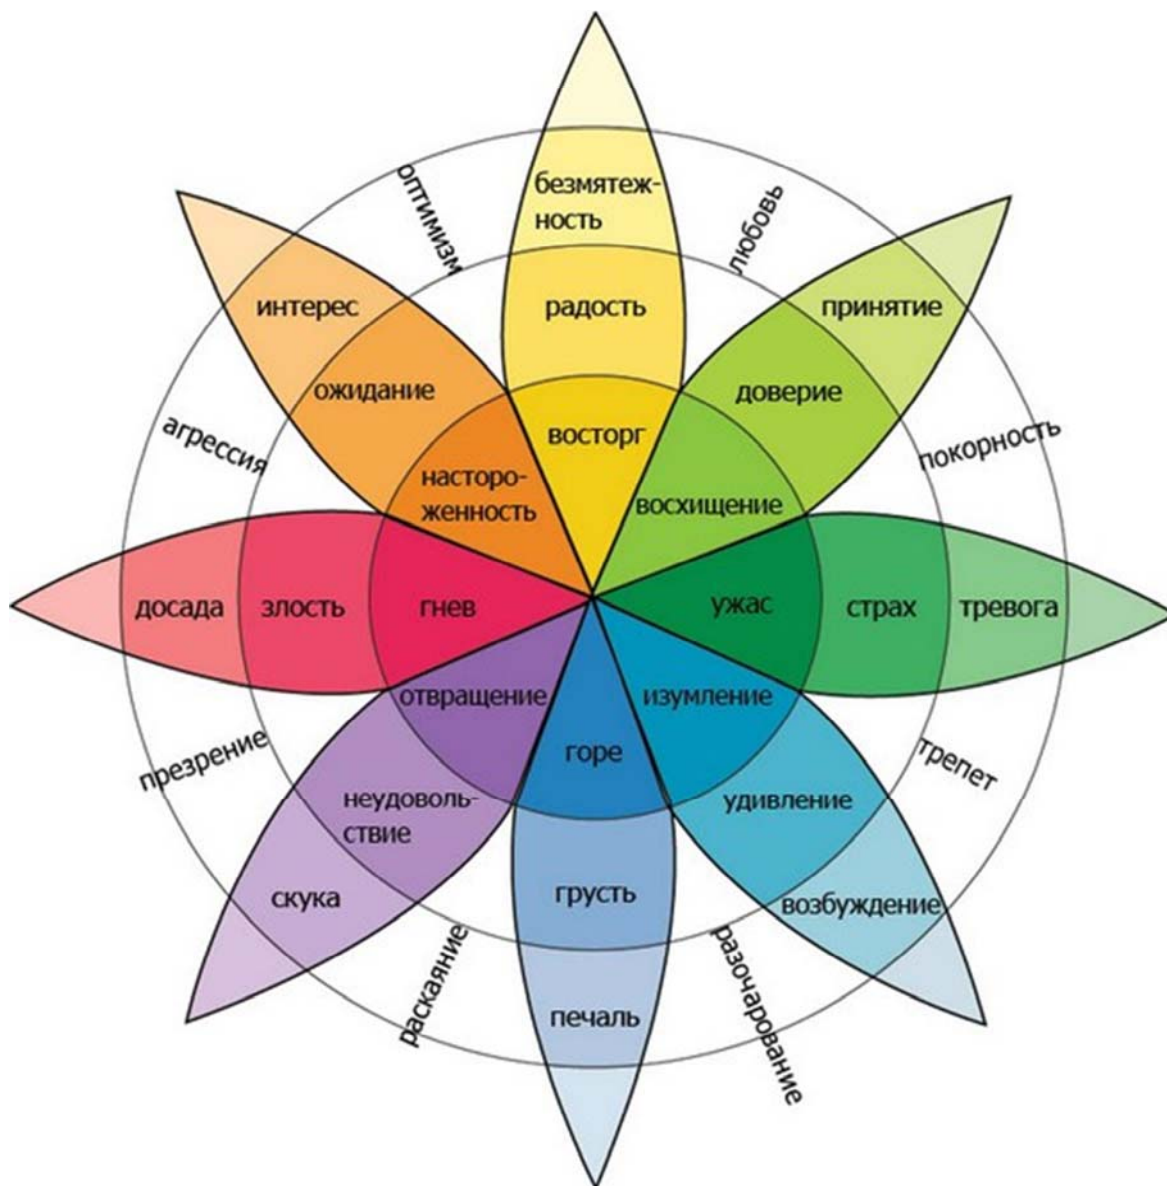 оптимизм
безмятеж-
ность
любовь
интерес
радость
принятие
ожидание
доверие
агрессия
восторг
покорность
насторо-
женность
восхищение
досада
злость
гнев
ужас
страх
тревога
отвращение
изумление
презрение
горе
трепет
неудоволь-
ствие
удивление
скука
грусть
возбуждение
раскаяние
разочарование
печаль